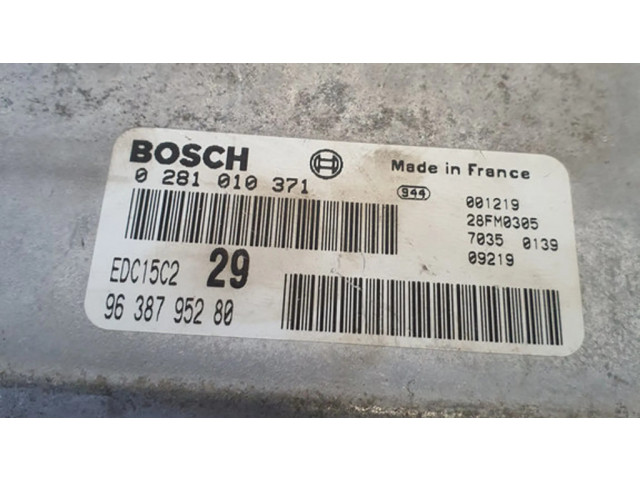 BOSCH
Made in France
0 281 010 371
944
001219
28FM0305
7035 0139
09219
EDC15C2 29
96 387 952 80